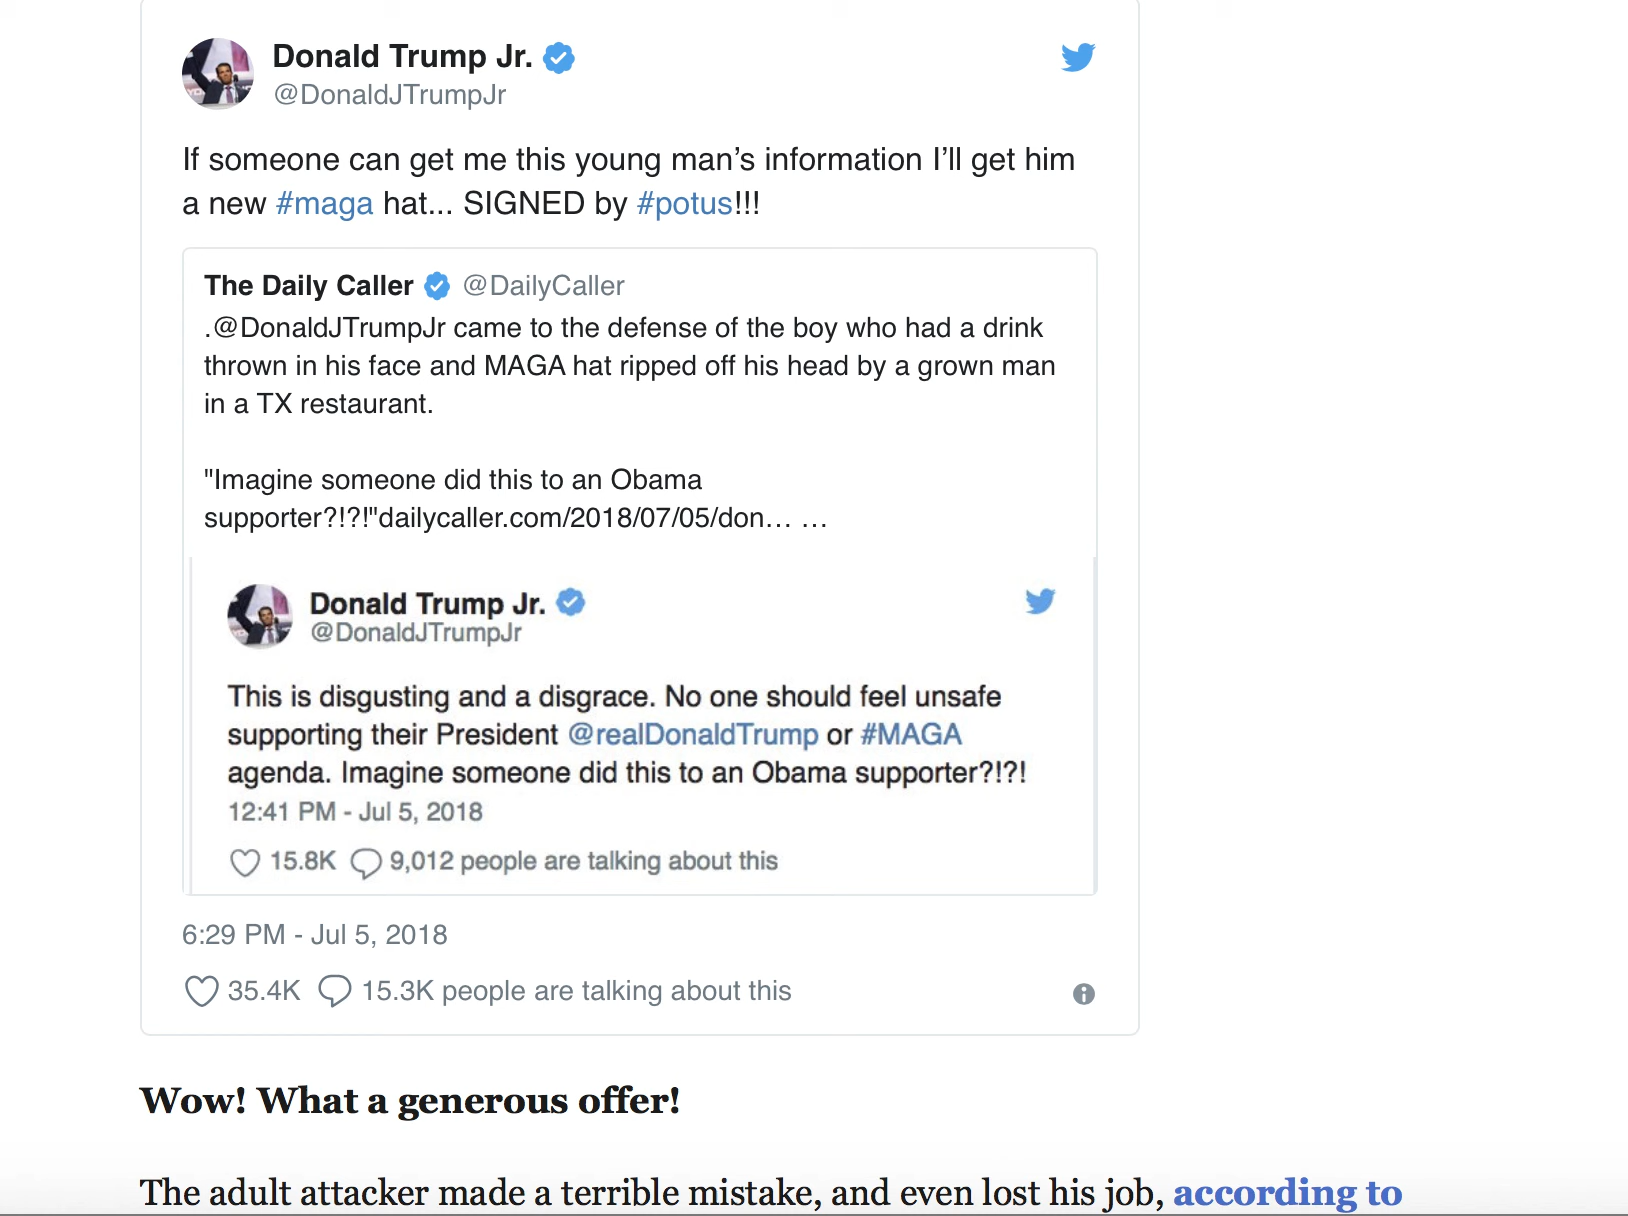 Donald Trump Jr.
@DonaldJTrumpJr
If someone can get me this young man’s information I’ll get him
a new #maga hat... SIGNED by #potus!!!
The Daily Caller @DailyCaller
.@DonaldJTrumpJr came to the defense of the boy who had a drink
thrown in his face and MAGA hat ripped off his head by a grown man
in a TX restaurant.
"Imagine someone did this to an Obama
supporter?!?!"dailycaller.com/2018/07/05/don… …
Donald Trump Jr.
@DonaldJTrumpJr
This is disgusting and a disgrace. No one should feel unsafe
supporting their President @realDonaldTrump or #MAGA
agenda. Imagine someone did this to an Obama supporter?!?!
12:41 PM - Jul 5, 2018
15.8K 9,012 people are talking about this
6:29 PM - Jul 5, 2018
35.4K 15.3K people are talking about this
Wow! What a generous offer!
The adult attacker made a terrible mistake, and even lost his job, according to